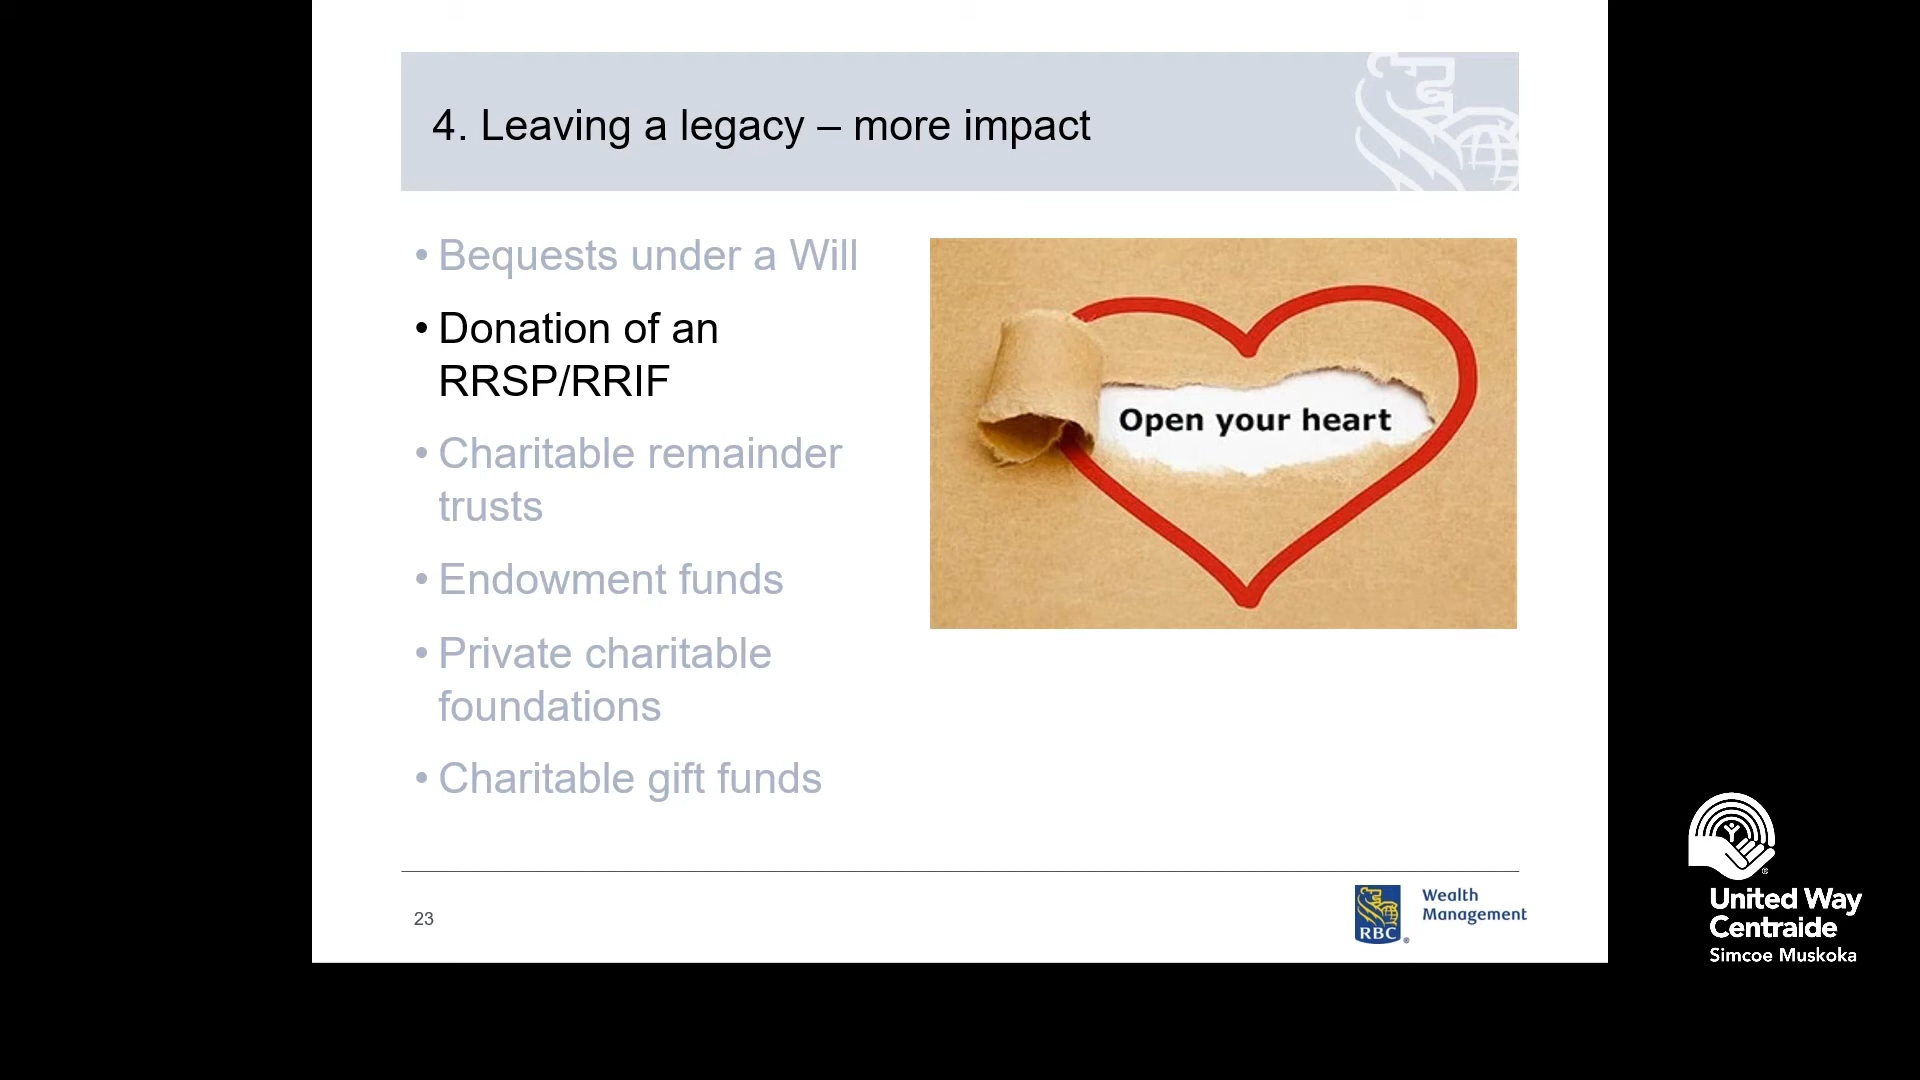 4. Leaving a legacy – more impact
• Bequests under a Will
• Donation of an
RRSP/RRIF
• Charitable remainder
trusts
• Endowment funds
• Private charitable
foundations
• Charitable gift funds
Open your heart
23
RBC
®
Wealth
Management
®
United Way
Centraide
Simcoe Muskoka